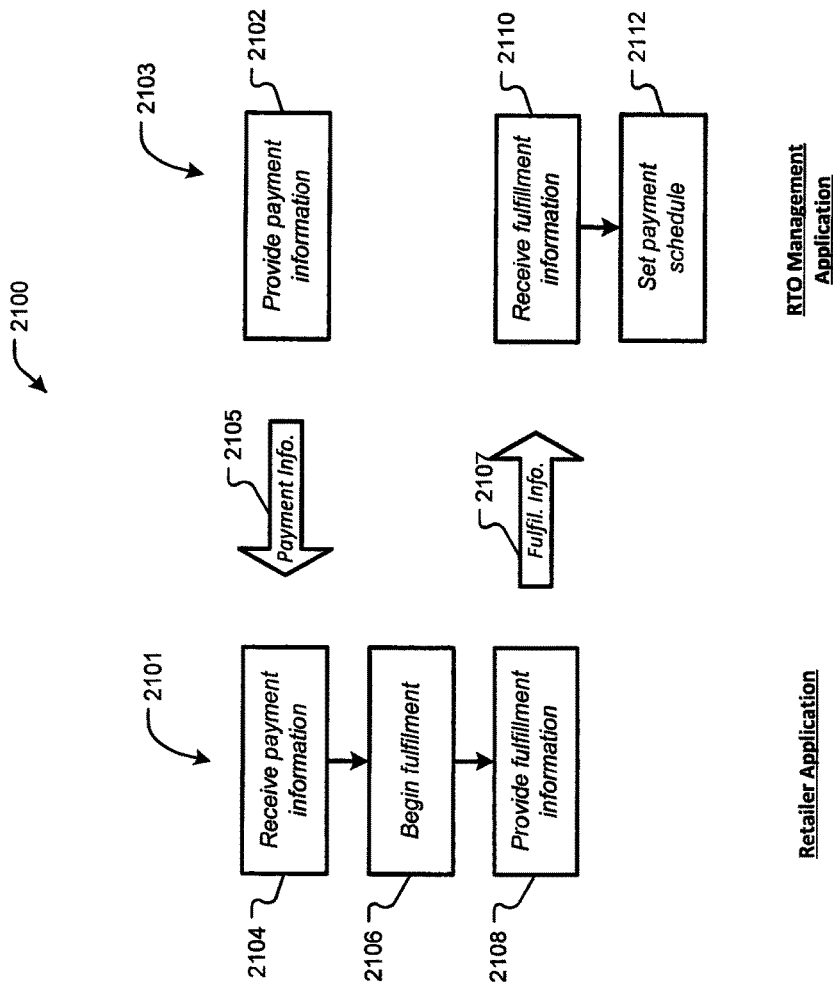 2100
2101
2103
2104
Receive payment
information
2105
Payment Info.
2102
Provide payment
information
2106
Begin fulfillment
2108
Provide fulfillment
information
2107
Fulfil. Info.
2110
Receive fulfillment
information
2112
Set payment
schedule
Retailer Application
RTO Management
Application